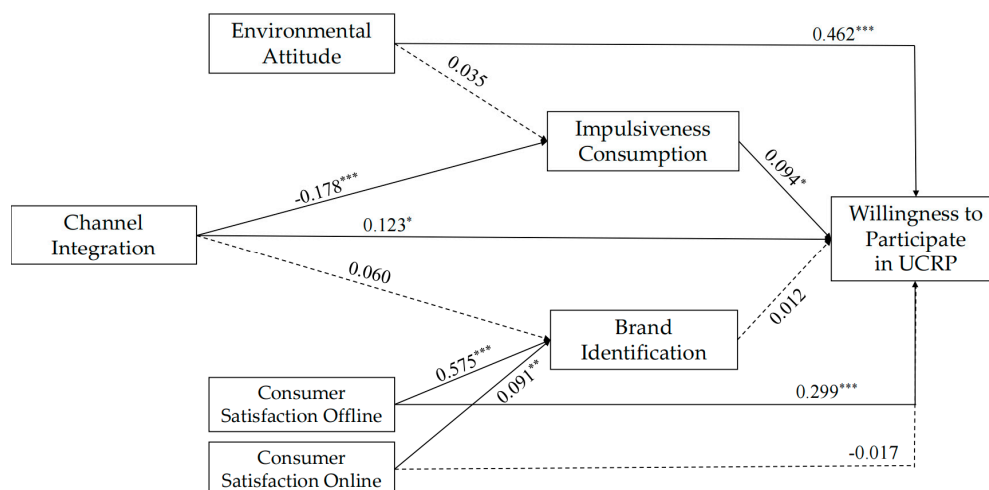 Environmental
Attitude
0.462***
0.035
Impulsiveness
Consumption
0.094*
-0.178***
Channel
Integration
0.123*
Willingness to
Participate
in UCRP
0.060
0.012
Brand
Identification
0.575***
0.091**
Consumer
Satisfaction Offline
0.299***
Consumer
Satisfaction Online
-0.017